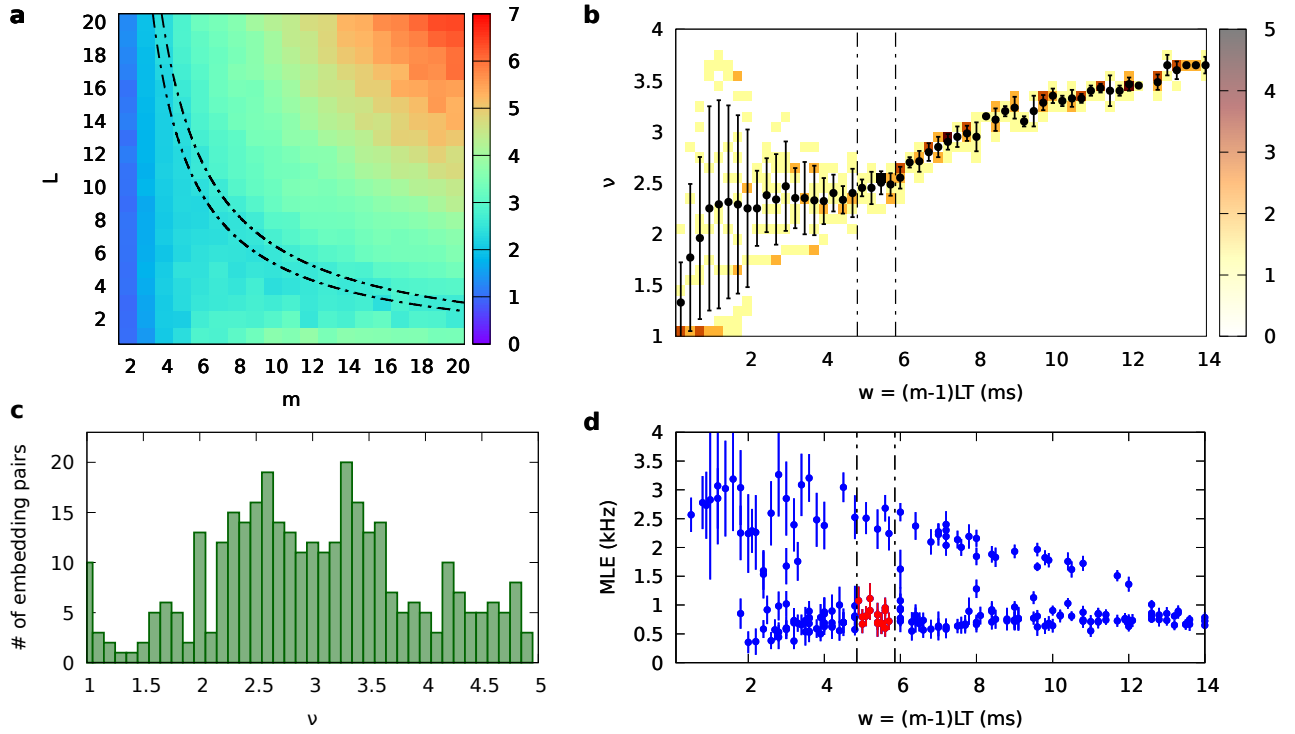 a
20
18
16
14
12
10
8
6
4
2
L
2 4 6 8 10 12 14 16 18 20
m
7
6
5
4
3
2
1
0
b
4
3.5
3
2.5
2
1.5
1
ν
2 4 6 8 10 12 14
w = (m-1)LT (ms)
5
4
3
2
1
0
c
20
15
10
5
0
# of embedding pairs
1 1.5 2 2.5 3 3.5 4 4.5 5
ν
d
4
3.5
3
2.5
2
1.5
1
0.5
0
MLE (kHz)
2 4 6 8 10 12 14
w = (m-1)LT (ms)